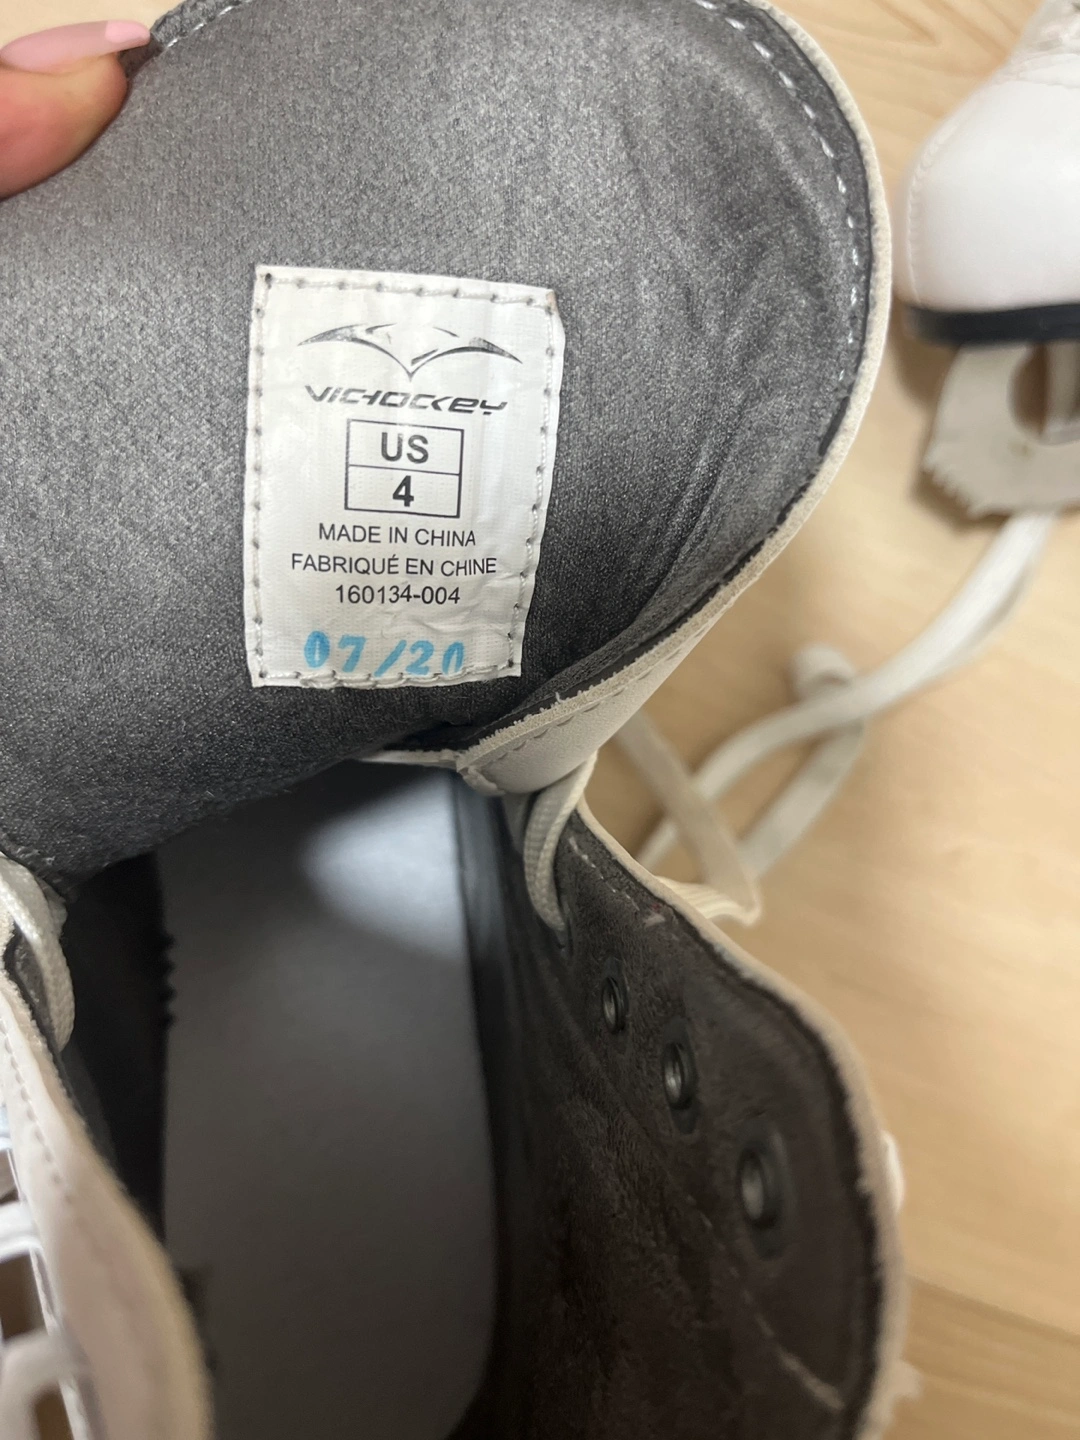 VICHOCKEY
US
4
MADE IN CHINA
FABRIQUÉ EN CHINE
160134-004
07/20